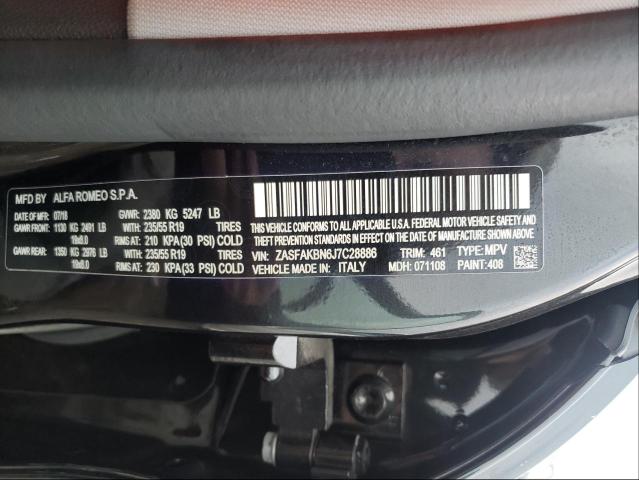 MFD BY ALFA ROMEO S.P.A.
DATE OF MFR: 07/18 GVWR: 2380 KG 5247 LB
GAWR FRONT: 1130 KG 2491 LB WITH: 235/55 R19 TIRES
19x8.0 RIMS AT: 210 KPA(30 PSI) COLD
GAWR REAR: 1350 KG 2976 LB WITH: 235/55 R19 TIRES
19x8.0 RIMS AT: 230 KPA(33 PSI) COLD
THIS VEHICLE CONFORMS TO ALL APPLICABLE U.S.A. FEDERAL MOTOR VEHICLE SAFETY,
BUMPER, AND THEFT PREVENTION STANDARDS IN EFFECT ON THE DATE OF MANUFACTURE SHOWN ABOVE.
VIN: ZASFAKBN6J7C28886 TRIM: 461 TYPE: MPV
VEHICLE MADE IN: ITALY MDH: 071108 PAINT: 408